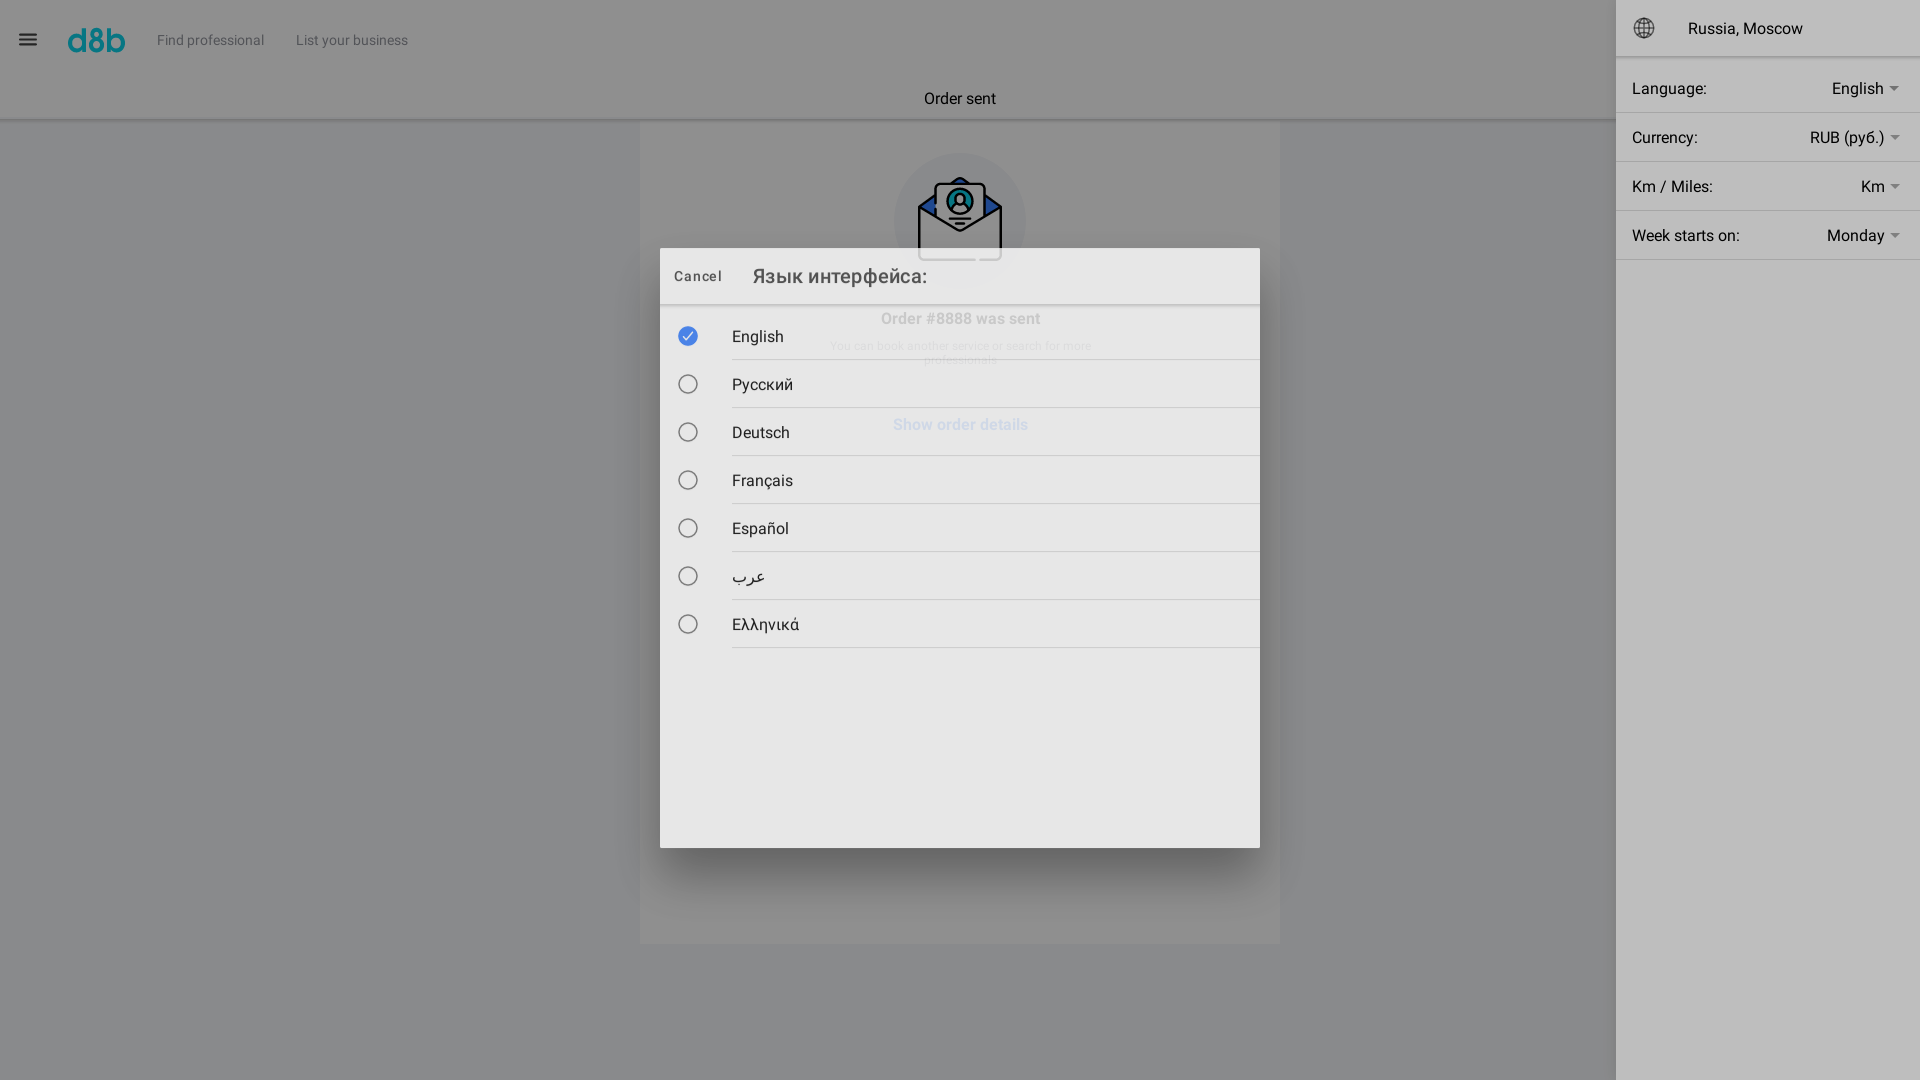 d8b
Find professional
List your business
Russia, Moscow
Order sent
Language:
English
Currency:
RUB (руб.)
Km / Miles:
Km
Week starts on:
Monday
Cancel
Язык интерфейса:
Order #8888 was sent
You can book another service or search for more
professionals
Show order details
English
Русский
Deutsch
Français
Español
عرب
Ελληνικά